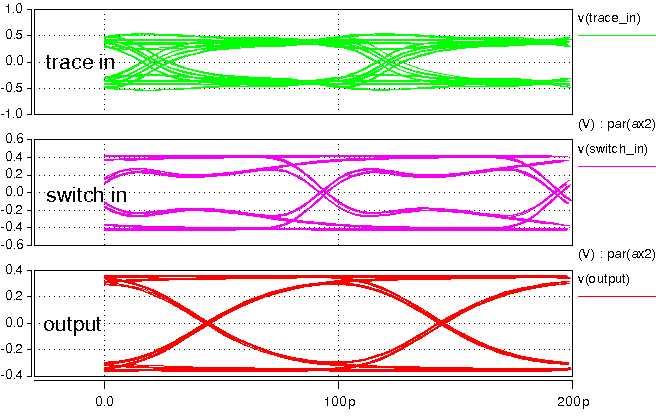 1.0
0.5
0.0
-0.5
-1.0
trace in
v(trace_in)
(V) : par(ax2)
0.6
0.4
0.2
0.0
-0.2
-0.4
-0.6
switch in
v(switch_in)
(V) : par(ax2)
0.4
0.2
0.0
-0.2
-0.4
output
v(output)
0.0 100p 200p